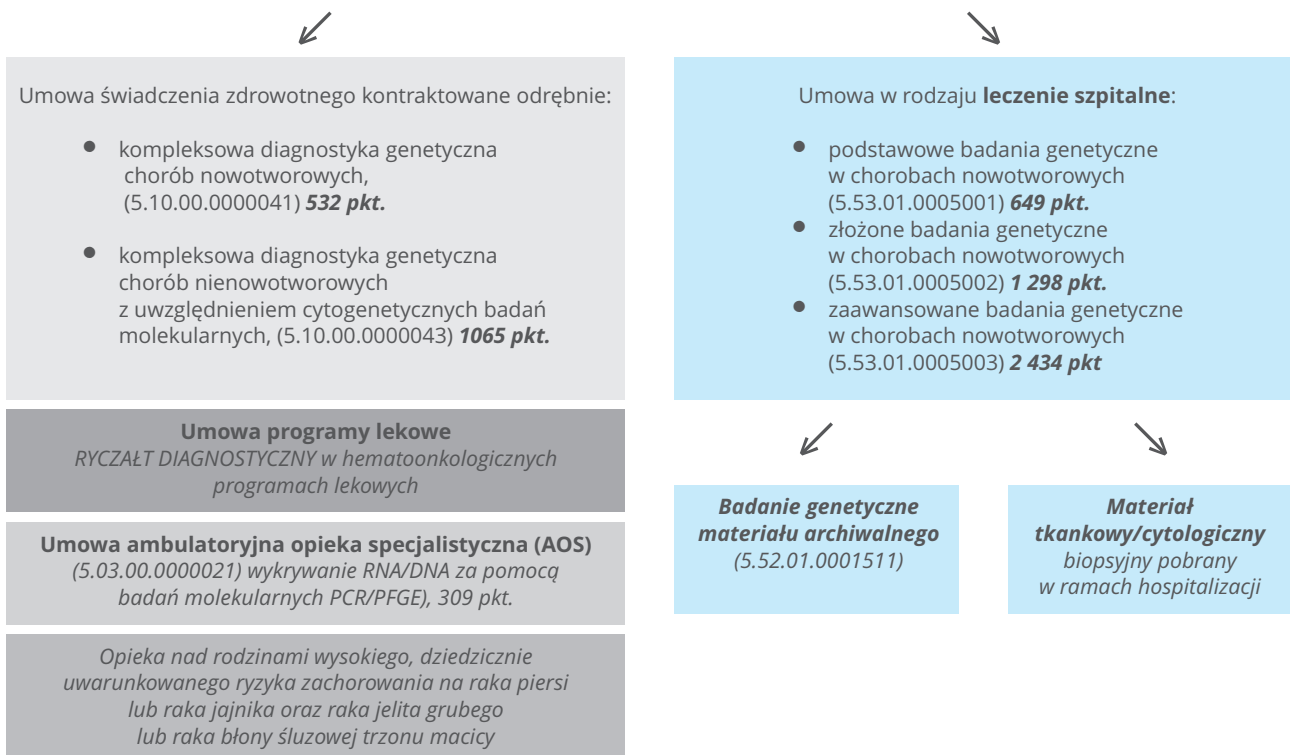 Umowa świadczenia zdrowotnego kontraktowane odrębnie:
• kompleksowa diagnostyka genetyczna
chorób nowotworowych,
(5.10.00.0000041) 532 pkt.
• kompleksowa diagnostyka genetyczna
chorób nienowotworowych
z uwzględnieniem cytogenetycznych badań
molekularnych, (5.10.00.0000043) 1065 pkt.
Umowa programy lekowe
RYCZAŁT DIAGNOSTYCZNY w hematoonkologicznych
programach lekowych
Umowa ambulatoryjna opieka specjalistyczna (AOS)
(5.03.00.0000021) wykrywanie RNA/DNA za pomocą
badań molekularnych PCR/PFGE), 309 pkt.
Opieka nad rodzinami wysokiego, dziedzicznie
uwarunkowanego ryzyka zachorowania na raka piersi
lub raka jajnika oraz raka jelita grubego
lub raka błony śluzowej trzonu macicy
Umowa w rodzaju leczenie szpitalne:
• podstawowe badania genetyczne
w chorobach nowotworowych
(5.53.01.0005001) 649 pkt.
• złożone badania genetyczne
w chorobach nowotworowych
(5.53.01.0005002) 1 298 pkt.
• zaawansowane badania genetyczne
w chorobach nowotworowych
(5.53.01.0005003) 2 434 pkt
Badanie genetyczne
materiału archiwalnego
(5.52.01.0001511)
Materiał
tkankowy/cytologiczny
biopsyjny pobrany
w ramach hospitalizacji